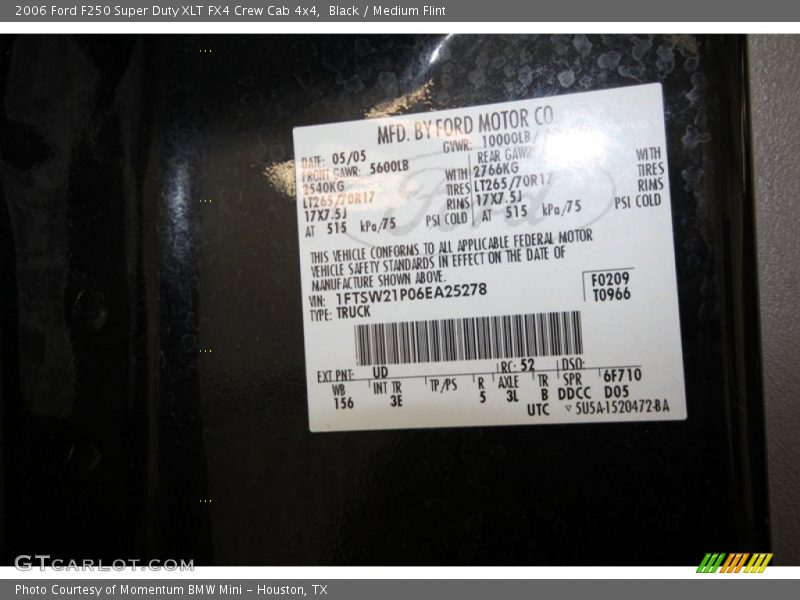 2006 Ford F250 Super Duty XLT FX4 Crew Cab 4x4, Black / Medium Flint
MFD. BY FORD MOTOR CO
DATE: 05/05
GVWR: 10000LB/
FRONT GAWR: 5600LB
REAR GAWR
2540KG
WITH
2766KG
WITH
LT265/70R17
TIRES
LT265/70R17
TIRES
17X7.5J
RIMS
17X7.5J
RIMS
AT 515 kPa/75 PSI COLD
AT 515 kPa/75 PSI COLD
Ford
THIS VEHICLE CONFORMS TO ALL APPLICABLE FEDERAL MOTOR
VEHICLE SAFETY STANDARDS IN EFFECT ON THE DATE OF
MANUFACTURE SHOWN ABOVE.
VIN: 1FTSW21P06EA25278
F0209
TYPE: TRUCK
T0966
EXT PNT: UD
RC: 52
DSO:
WB
INT TR
TP/PS
R
AXLE
TR
SPR
6F710
156
3E
5
3L
B
DDCC
D05
UTC
▽ 5U5A-1520472-BA
GTCARLOT.COM
Photo Courtesy of Momentum BMW Mini - Houston, TX